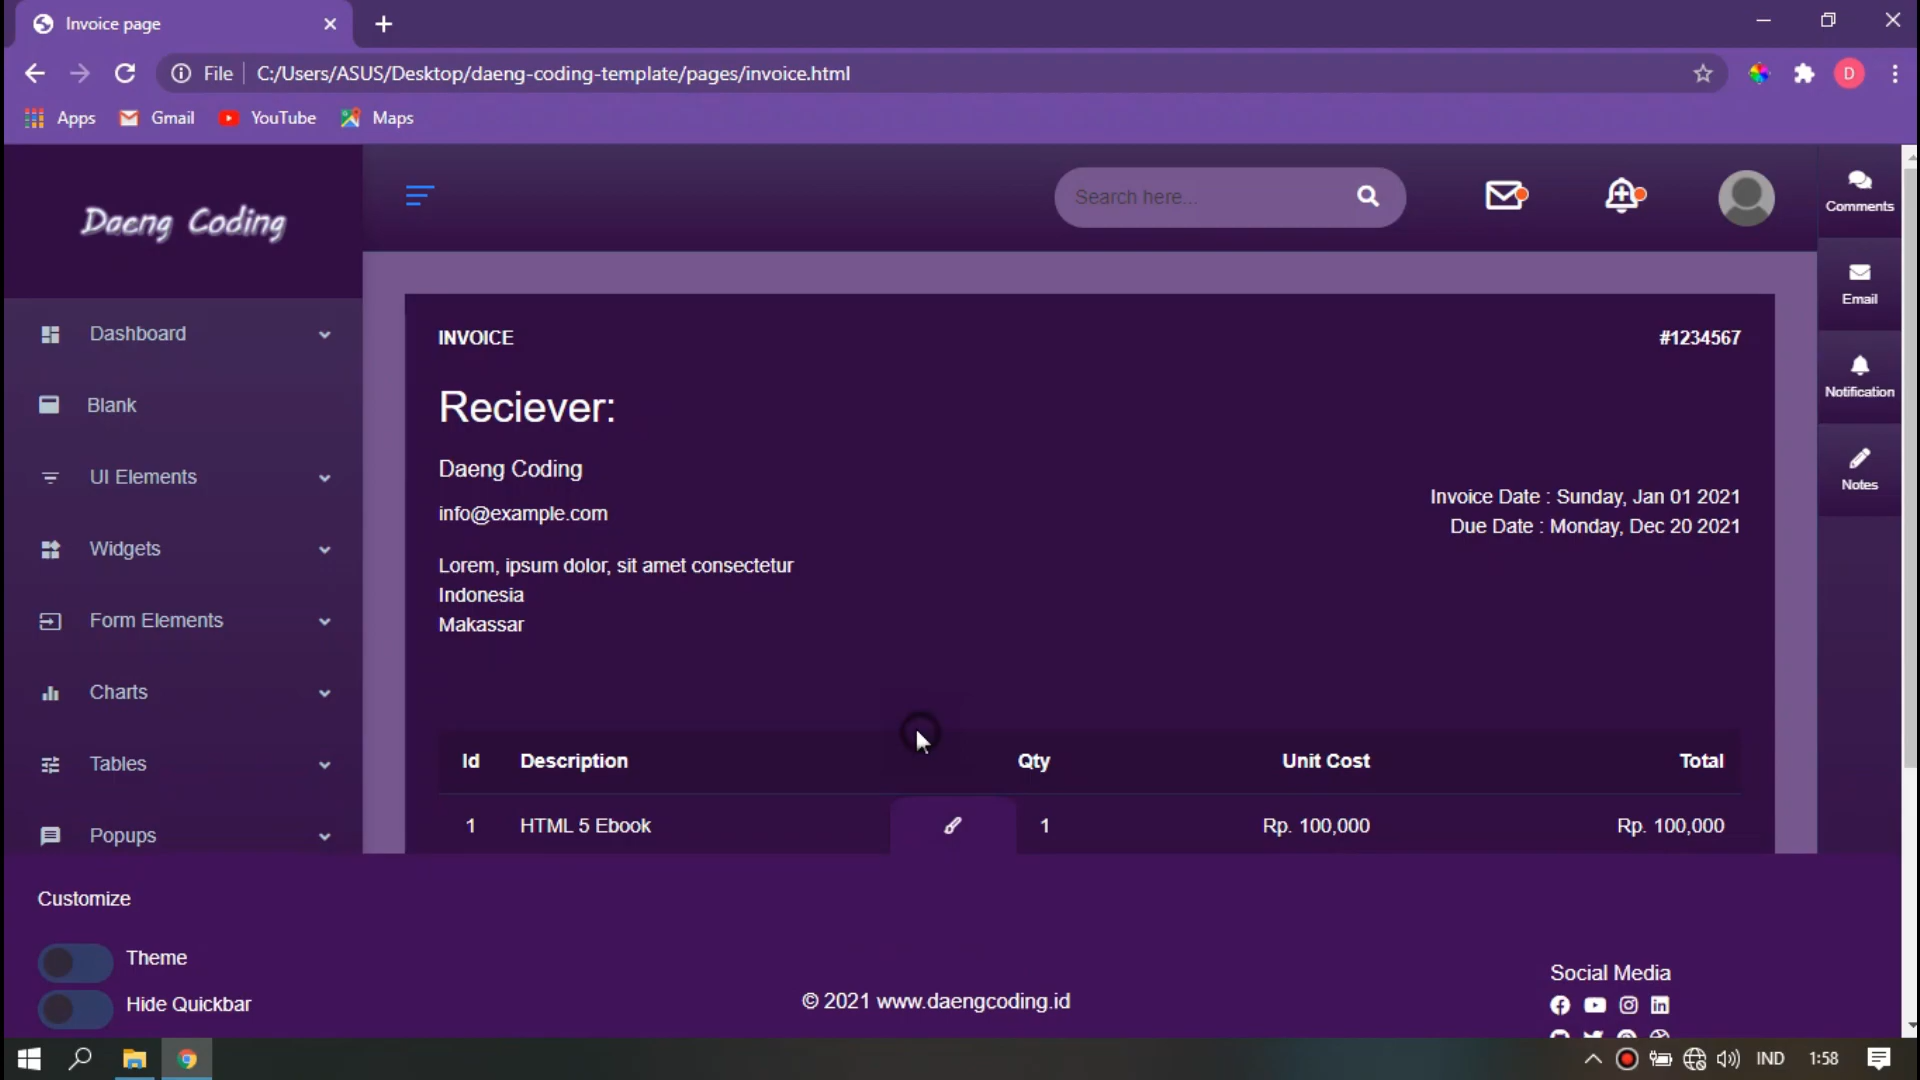 Invoice page
File
C:/Users/ASUS/Desktop/daeng-coding-template/pages/invoice.html
D
Apps
Gmail
YouTube
Maps
Daeng Coding
Search here...
Comments
Email
Notification
Notes
Dashboard
Blank
UI Elements
Widgets
Form Elements
Charts
Tables
Popups
INVOICE
#1234567
Reciever:
Daeng Coding
info@example.com
Lorem, ipsum dolor, sit amet consectetur
Indonesia
Makassar
Invoice Date : Sunday, Jan 01 2021
Due Date : Monday, Dec 20 2021
Id Description Qty Unit Cost Total
1 HTML 5 Ebook 1 Rp. 100,000 Rp. 100,000
Customize
Theme
Hide Quickbar
© 2021 www.daengcoding.id
Social Media
IND
1:58